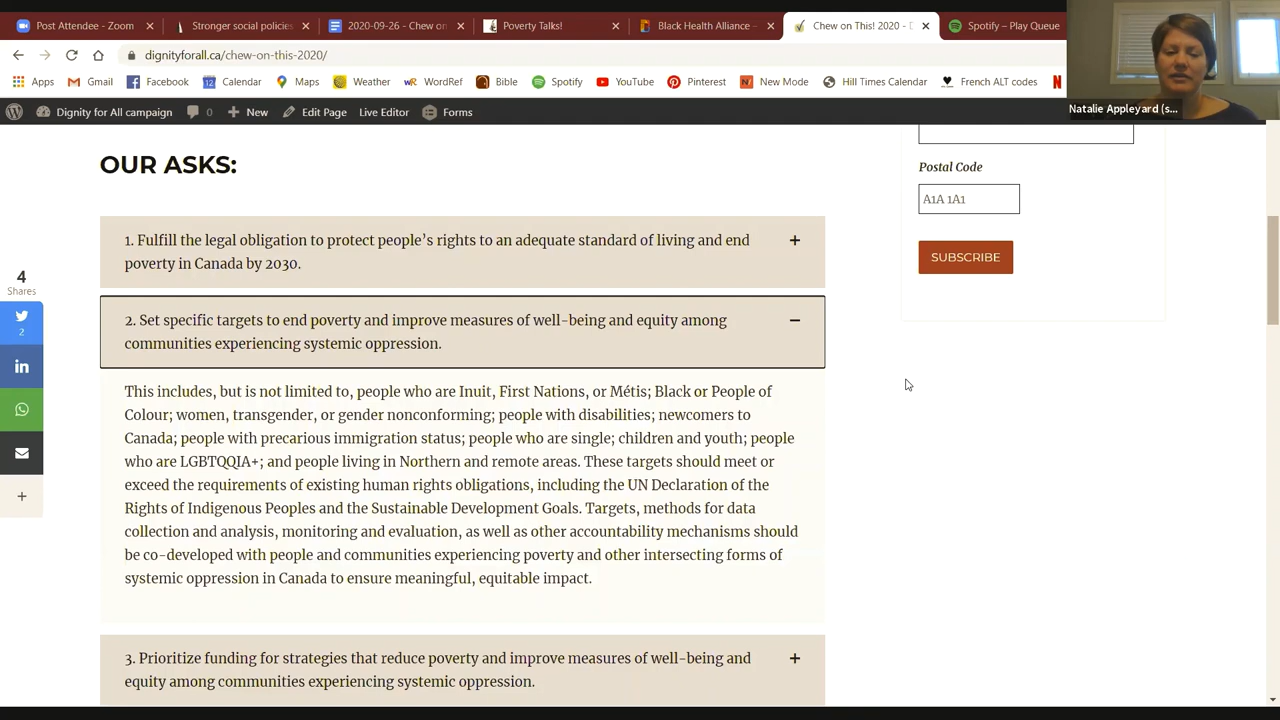 Post Attendee - Zoom
Stronger social policies
2020-09-26 - Chew on
Poverty Talks!
Black Health Alliance –
Chew on This! 2020 - D
Spotify – Play Queue
dignityforall.ca/chew-on-this-2020/
Apps
Gmail
Facebook
12
Calendar
Maps
Weather
WordRef
Bible
Spotify
YouTube
Pinterest
New Mode
Hill Times Calendar
French ALT codes
N
Dignity for All campaign
0
New
Edit Page
Live Editor
Forms
Natalie Appleyard (s...
OUR ASKS:
1. Fulfill the legal obligation to protect people's rights to an adequate standard of living and end
poverty in Canada by 2030.
2. Set specific targets to end poverty and improve measures of well-being and equity among
communities experiencing systemic oppression.
This includes, but is not limited to, people who are Inuit, First Nations, or Métis; Black or People of
Colour; women, transgender, or gender nonconforming; people with disabilities; newcomers to
Canada; people with precarious immigration status; people who are single; children and youth; people
who are LGBTQQIA+; and people living in Northern and remote areas. These targets should meet or
exceed the requirements of existing human rights obligations, including the UN Declaration of the
Rights of Indigenous Peoples and the Sustainable Development Goals. Targets, methods for data
collection and analysis, monitoring and evaluation, as well as other accountability mechanisms should
be co-developed with people and communities experiencing poverty and other intersecting forms of
systemic oppression in Canada to ensure meaningful, equitable impact.
3. Prioritize funding for strategies that reduce poverty and improve measures of well-being and
equity among communities experiencing systemic oppression.
4
Shares
2
Postal Code
A1A 1A1
SUBSCRIBE